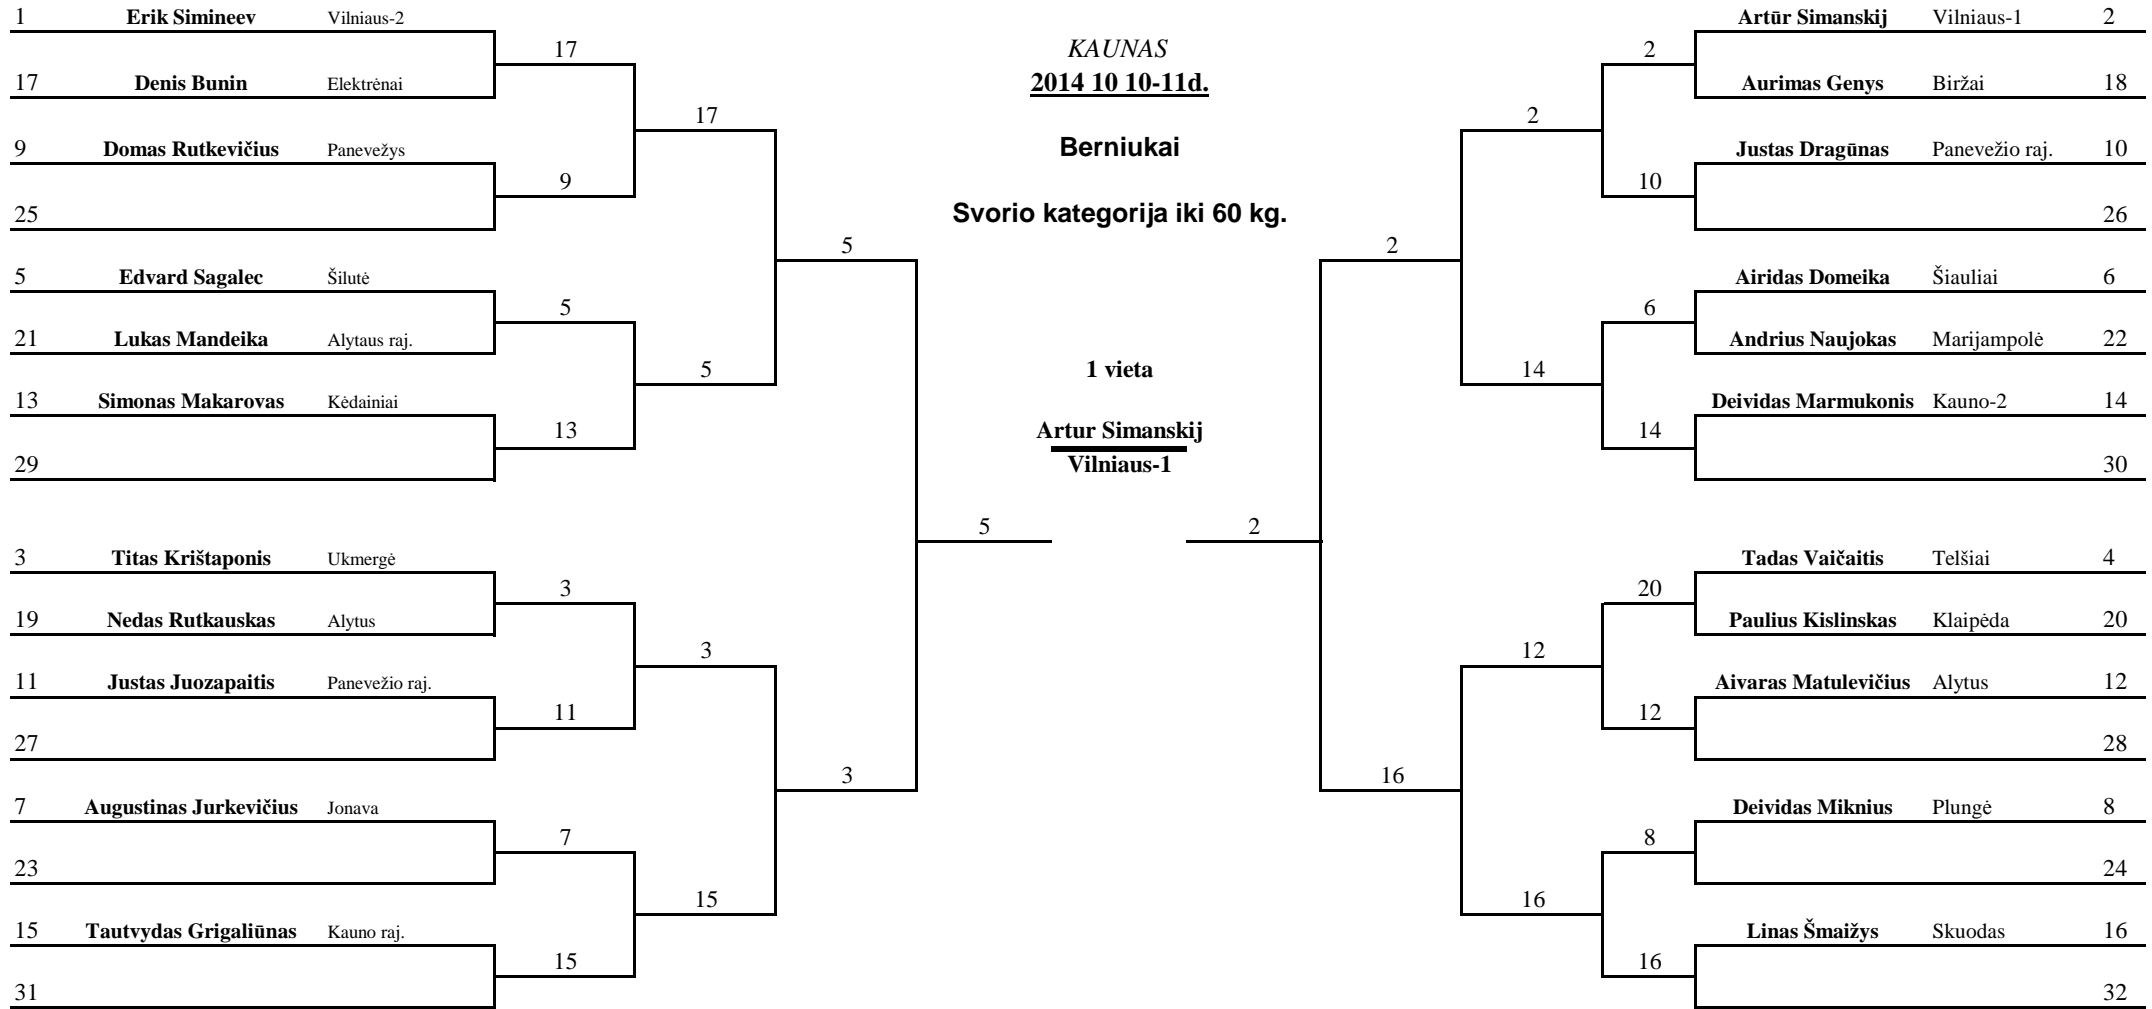 1 Erik Simineev Vilniaus-2
17
17 Denis Bunin Elektrėnai
17
9 Domas Rutkevičius Panevežys
9
25
5
5 Edvard Sagalec Šilutė
5
21 Lukas Mandeika Alytaus raj.
5
13 Simonas Makarovas Kėdainiai
13
29
5
3 Titas Krištaponis Ukmergė
3
19 Nedas Rutkauskas Alytus
3
11 Justas Juozapaitis Panevežio raj.
11
27
3
7 Augustinas Jurkevičius Jonava
7
23
15
15 Tautvydas Grigaliūnas Kauno raj.
15
31
KAUNAS
2014 10 10-11d.
Berniukai
Svorio kategorija iki 60 kg.
1 vieta
Artur Simanskij
Vilniaus-1
Artūr Simanskij Vilniaus-1 2
2
Aurimas Genys Biržai 18
2
Justas Dragūnas Panevežio raj. 10
10
26
2
Airidas Domeika Šiauliai 6
6
Andrius Naujokas Marijampolė 22
14
Deividas Marmukonis Kauno-2 14
14
30
2
Tadas Vaičaitis Telšiai 4
20
Paulius Kislinskas Klaipėda 20
12
Aivaras Matulevičius Alytus 12
12
28
16
Deividas Miknius Plungė 8
8
24
16
Linas Šmaižys Skuodas 16
16
32